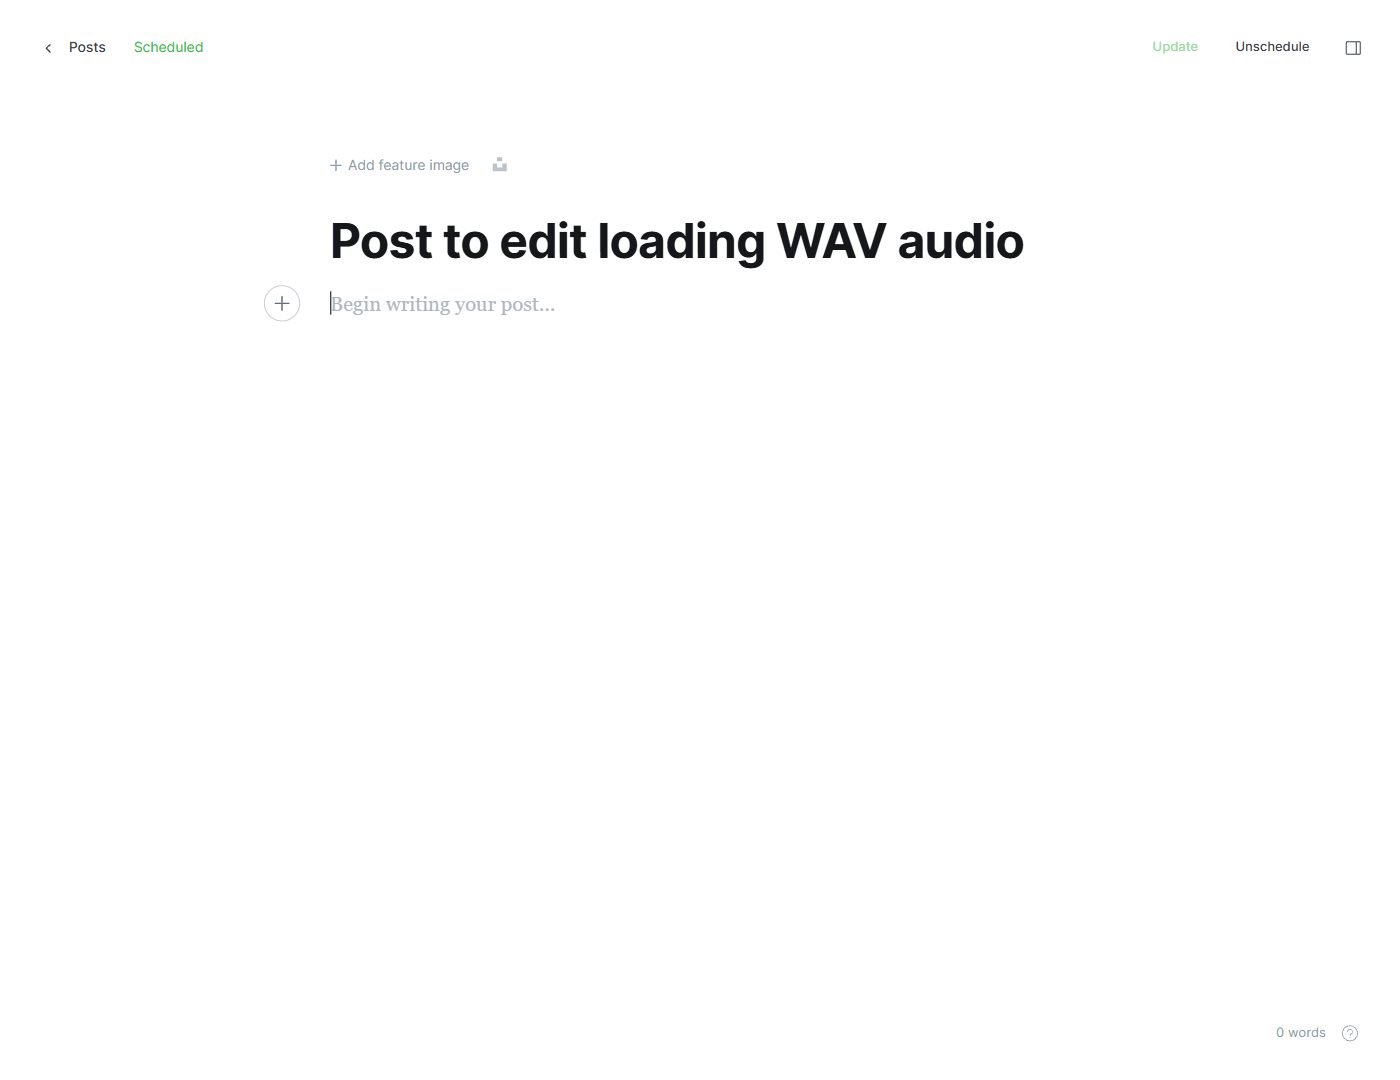 Posts Scheduled Update Unschedule
Add feature image
Post to edit loading WAV audio
Begin writing your post...
0 words